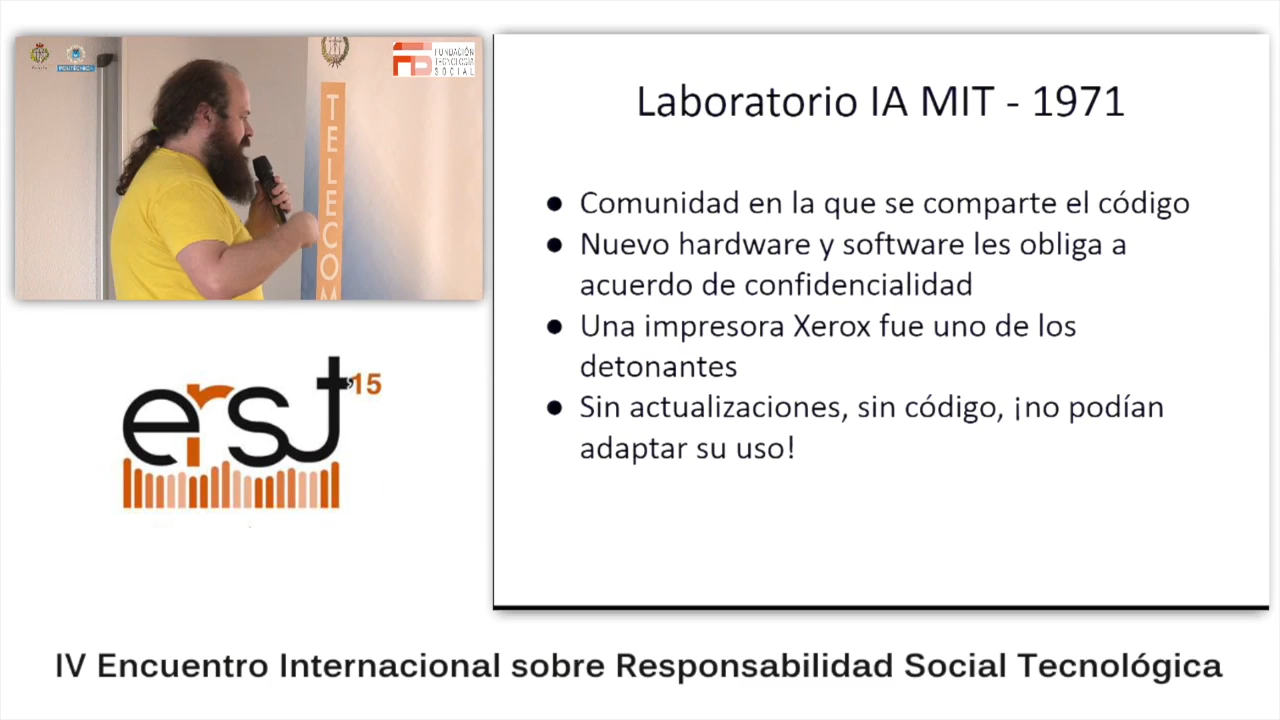 FUNDACIÓN
TECNOLOGÍA
SOCIAL
TELECOM
Laboratorio IA MIT - 1971
● Comunidad en la que se comparte el código
● Nuevo hardware y software les obliga a
acuerdo de confidencialidad
● Una impresora Xerox fue uno de los
detonantes
● Sin actualizaciones, sin código, ¡no podían
adaptar su uso!
erst '15
IV Encuentro Internacional sobre Responsabilidad Social Tecnológica